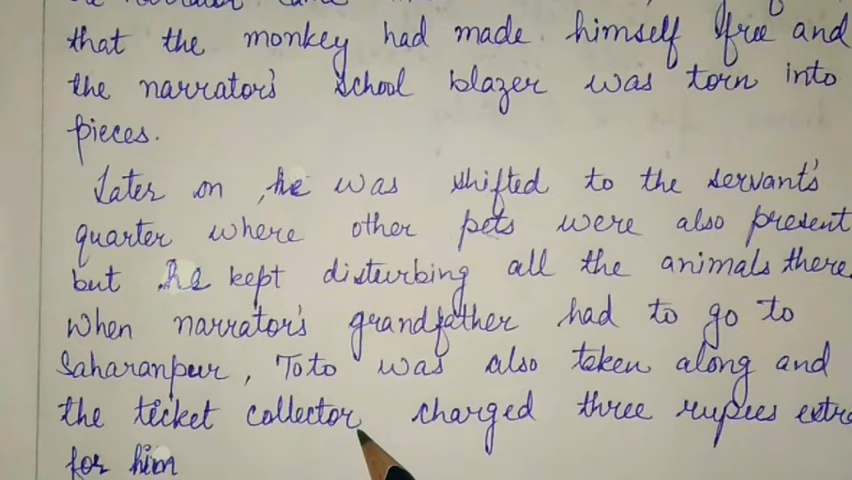 that the monkey had made himself free and
the narrator's school blazer was torn into
pieces.
Later on , he was shifted to the servant's
quarter where other pets were also present
but he kept disturbing all the animals there.
When narrator's grandfather had to go to
Saharanpur, Toto was also taken along and
the ticket collector charged three rupees extra
for him